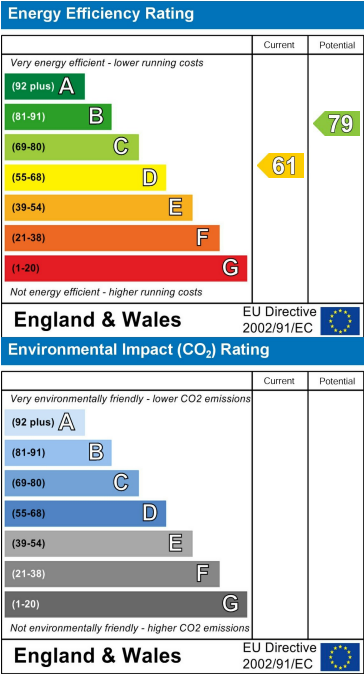 Energy Efficiency Rating
Current Potential
Very energy efficient - lower running costs
(92 plus) A
(81-91) B
(69-80) C
(55-68) D
(39-54) E
(21-38) F
(1-20) G
61
79
Not energy efficient - higher running costs
England & Wales
EU Directive
2002/91/EC
Environmental Impact (CO₂) Rating
Current Potential
Very environmentally friendly - lower CO2 emissions
(92 plus) A
(81-91) B
(69-80) C
(55-68) D
(39-54) E
(21-38) F
(1-20) G
Not environmentally friendly - higher CO2 emissions
England & Wales
EU Directive
2002/91/EC